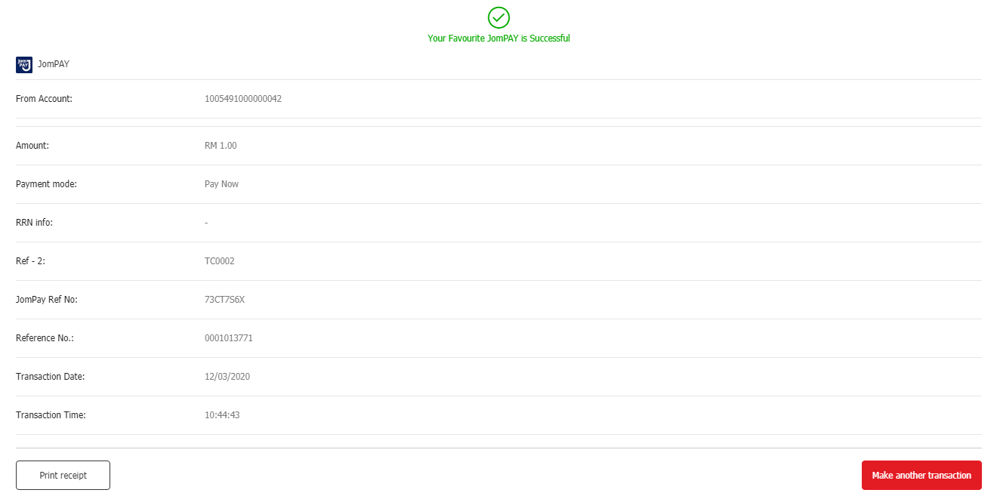 Your Favourite JomPAY is Successful
Jom PAY JomPAY
From Account: 1005491000000042
Amount: RM 1.00
Payment mode: Pay Now
RRN info: -
Ref - 2: TC0002
JomPay Ref No: 73CT7S6X
Reference No.: 0001013771
Transaction Date: 12/03/2020
Transaction Time: 10:44:43
Print receipt Make another transaction